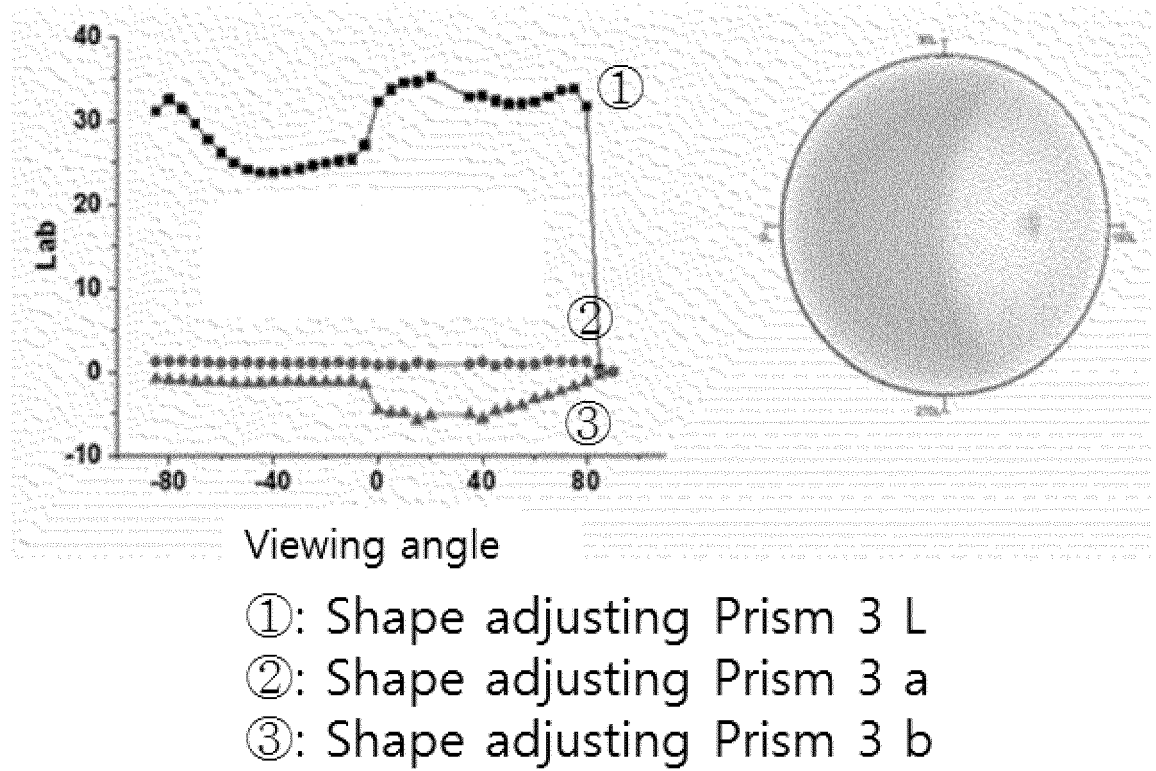 40
30
20
10
0
-10
Lab
-80
-40
0
40
80
①
②
③
Viewing angle
①: Shape adjusting Prism 3 L
②: Shape adjusting Prism 3 a
③: Shape adjusting Prism 3 b